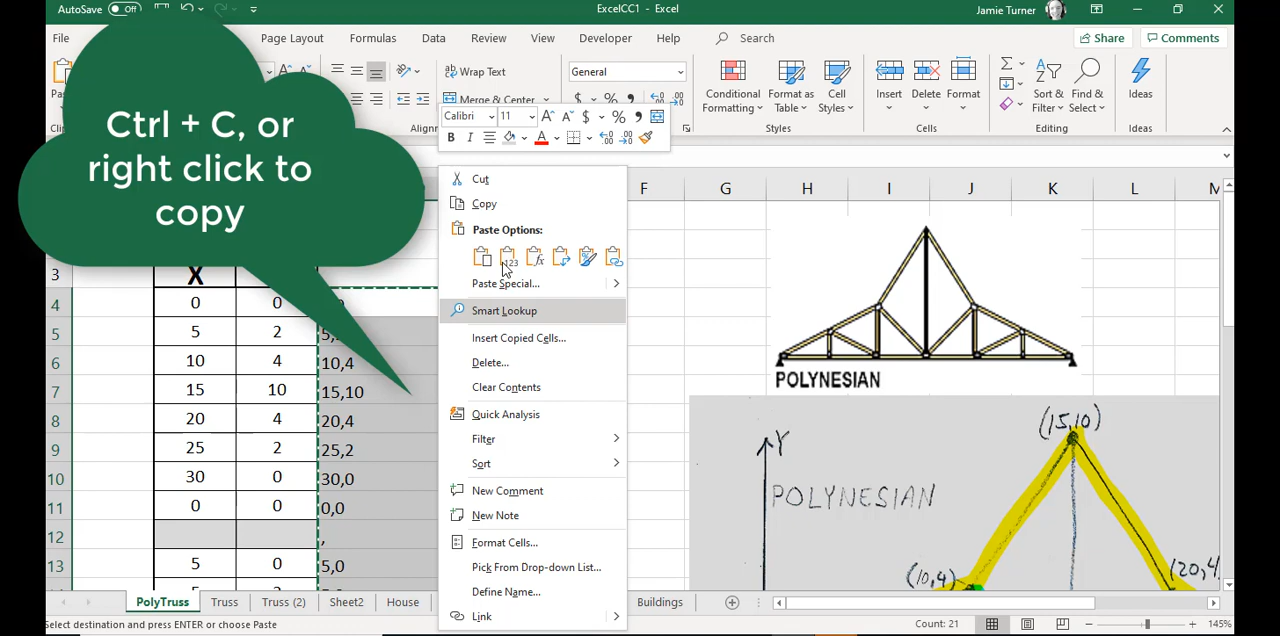 AutoSave Off
ExcelCC1 - Excel
Jamie Turner
File
Page Layout
Formulas
Data
Review
View
Developer
Help
Search
Share
Comments
Wrap Text
General
Merge & Center
Conditional
Formatting
Format as
Table
Cell
Styles
Insert
Delete
Format
Sort &
Filter
Find &
Select
Ideas
Styles
Cells
Editing
Ideas
Ctrl + C, or
right click to
copy
Calibri 11
Cut
Copy
Paste Options:
Paste Special...
Smart Lookup
Insert Copied Cells...
Delete...
Clear Contents
Quick Analysis
Filter
Sort
New Comment
New Note
Format Cells...
Pick From Drop-down List...
Define Name...
Link
F G H I J K L M
3 X
4 0 0
5 5 2
6 10 4 10,4
7 15 10 15,10
8 20 4 20,4
9 25 2 25,2
10 30 0 30,0
11 0 0 0,0
12 ,
13 5 0 5,0
POLYNESIAN
Y
(15,10)
POLYNESIAN
(10,4)
(20,4
PolyTruss
Truss
Truss (2)
Sheet2
House
Buildings
Select destination and press ENTER or choose Paste
Count: 21
145%